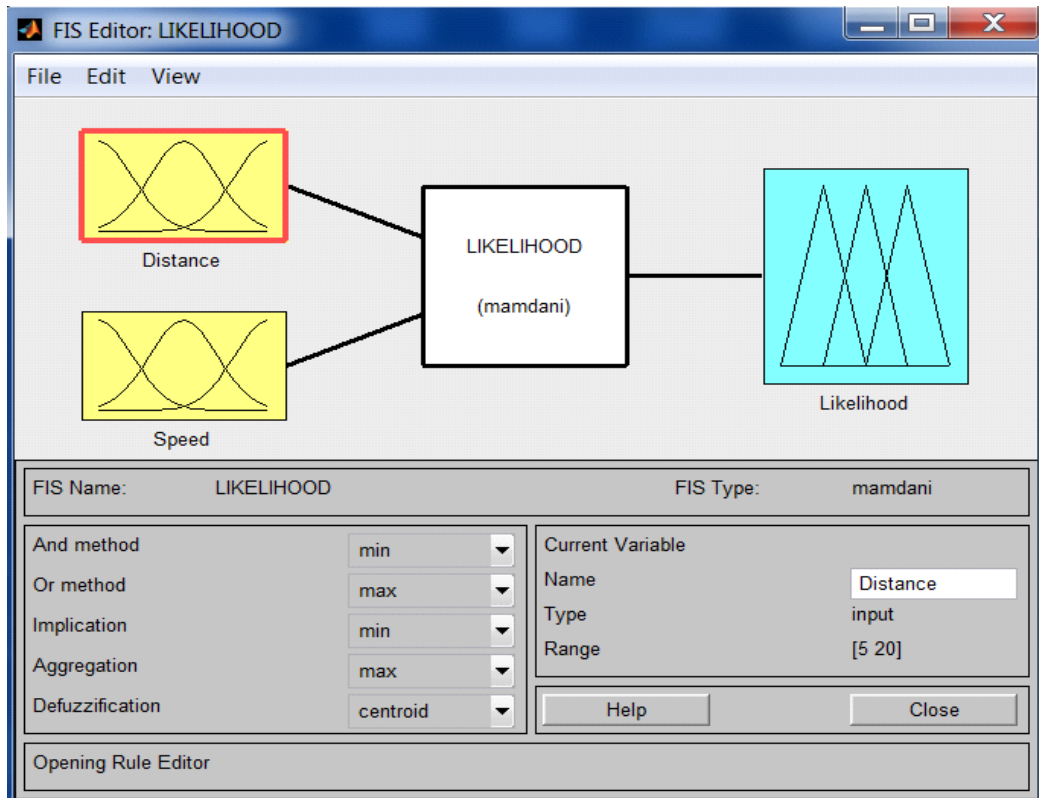 FIS Editor: LIKELIHOOD
File Edit View
Distance
Speed
LIKELIHOOD
(mamdani)
Likelihood
FIS Name: LIKELIHOOD FIS Type: mamdani
And method min
Or method max
Implication min
Aggregation max
Defuzzification centroid
Current Variable
Name Distance
Type input
Range [5 20]
Help Close
Opening Rule Editor